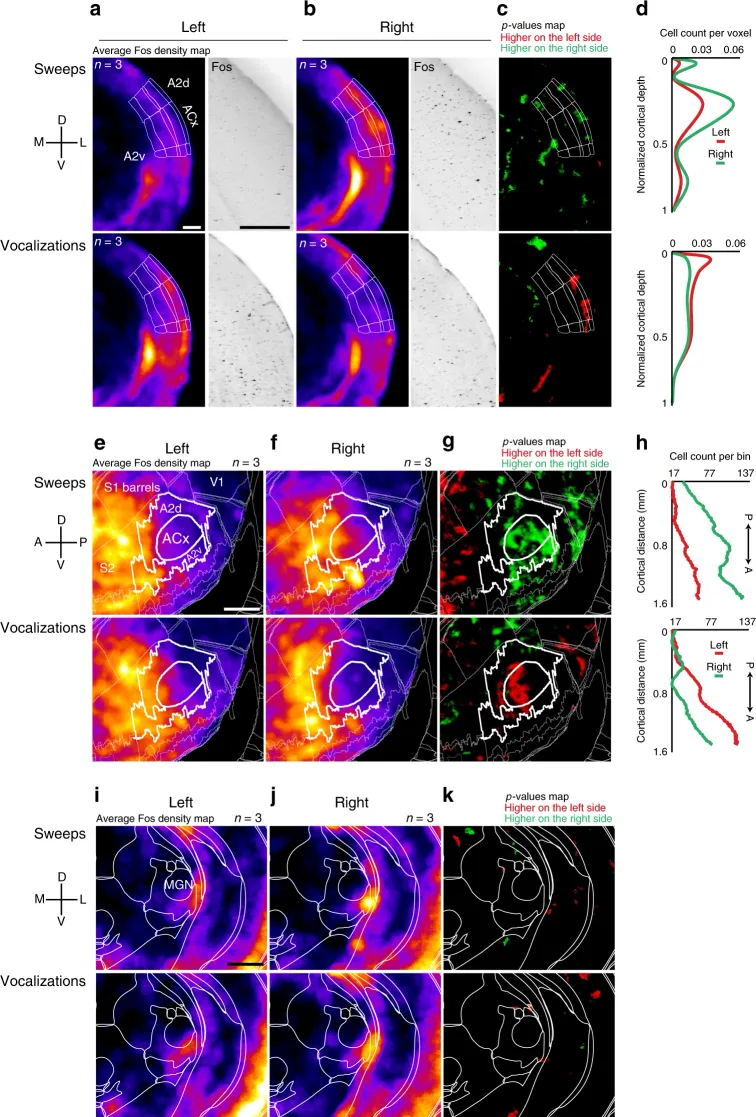 a
b
c
d
Left
Right
p-values map
Higher on the left side
Higher on the right side
Cell count per voxel
Average Fos density map
0 0.03 0.06
Sweeps
n = 3
Fos
n = 3
Fos
0
A2d
ACx
A2v
D
M L
V
Normalized cortical depth
0.5
Left
Right
1
Vocalizations
n = 3
n = 3
0 0.03 0.06
0
Normalized cortical depth
0.5
1
e
f
g
h
Left
Right
p-values map
Higher on the left side
Higher on the right side
Cell count per bin
Average Fos density map
n = 3
n = 3
17 77 137
Sweeps
S1 barrels
V1
A2d
ACx
A2v
S2
D
A P
V
0
Cortical distance (mm)
0.8
1.6
P
A
Vocalizations
17 77 137
0
Cortical distance (mm)
0.8
1.6
Left
Right
P
A
i
j
k
Left
Right
p-values map
Higher on the left side
Higher on the right side
Average Fos density map
n = 3
n = 3
Sweeps
MGN
D
M L
V
Vocalizations